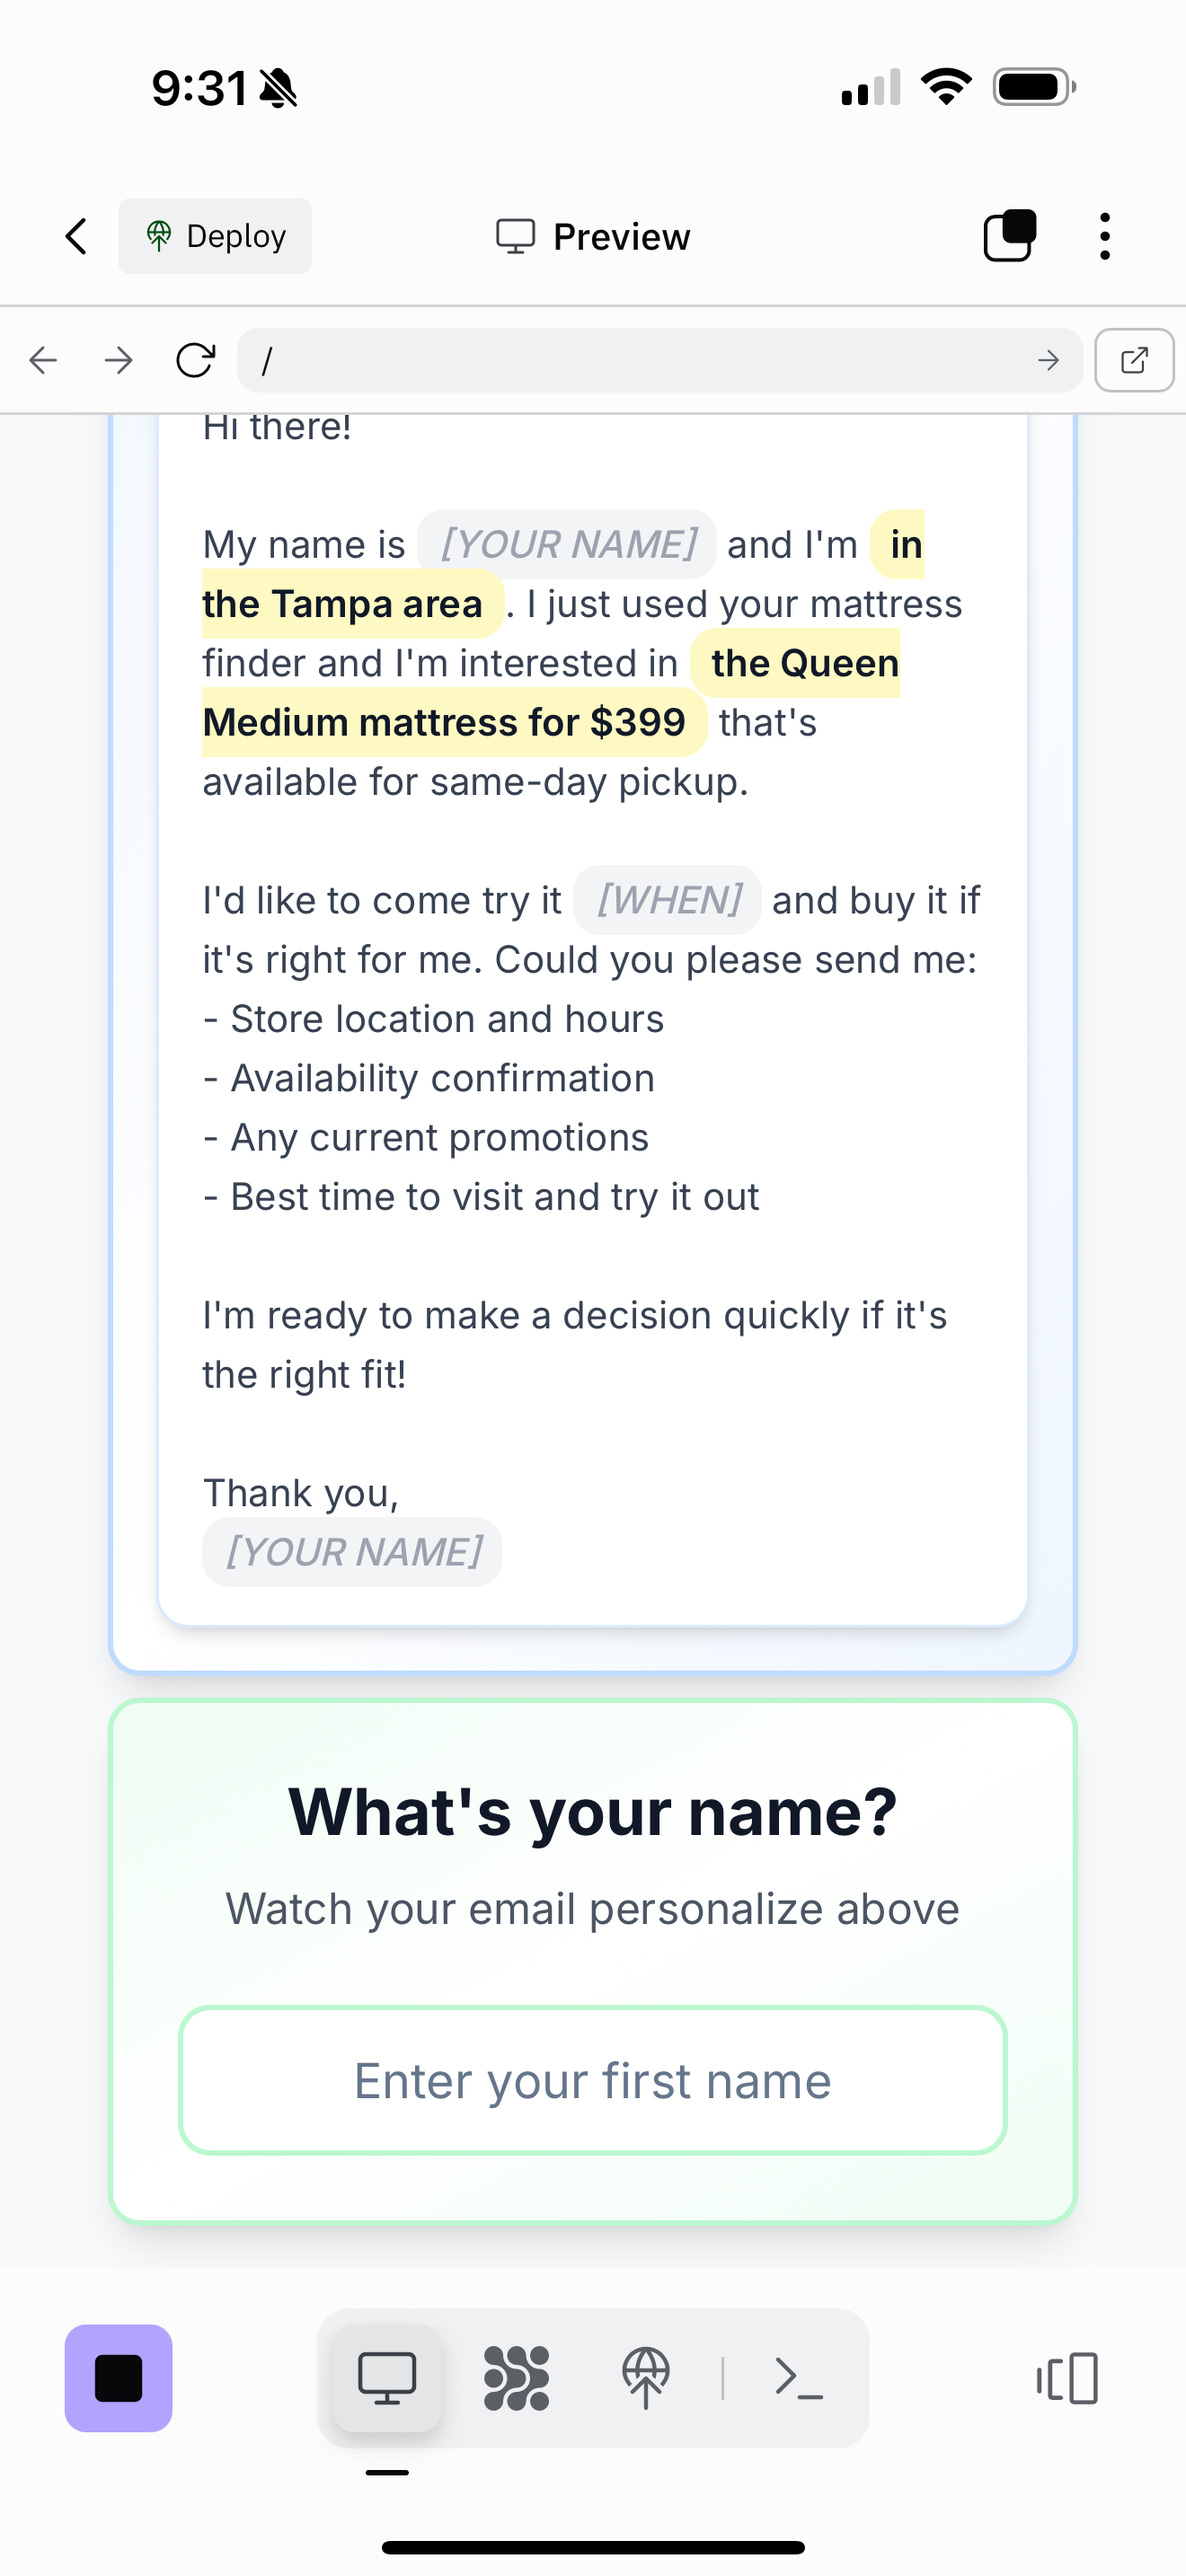 9:31
Deploy
Preview
/
Hi there!
My name is [YOUR NAME] and I'm in
the Tampa area . I just used your mattress
finder and I'm interested in the Queen
Medium mattress for $399 that's
available for same-day pickup.
I'd like to come try it [WHEN] and buy it if
it's right for me. Could you please send me:
- Store location and hours
- Availability confirmation
- Any current promotions
- Best time to visit and try it out
I'm ready to make a decision quickly if it's
the right fit!
Thank you,
[YOUR NAME]
What's your name?
Watch your email personalize above
Enter your first name